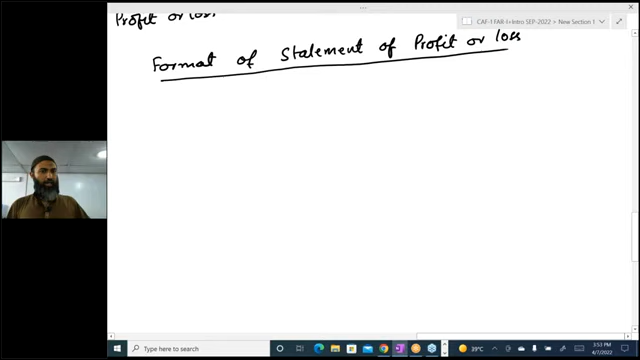 Profit or loss.
CAF-1 FAR-I+Intro SEP-2022 > New Section 1
Format of Statement of Profit or loss
Type here to search
39°C
3:53 PM
4/7/2022